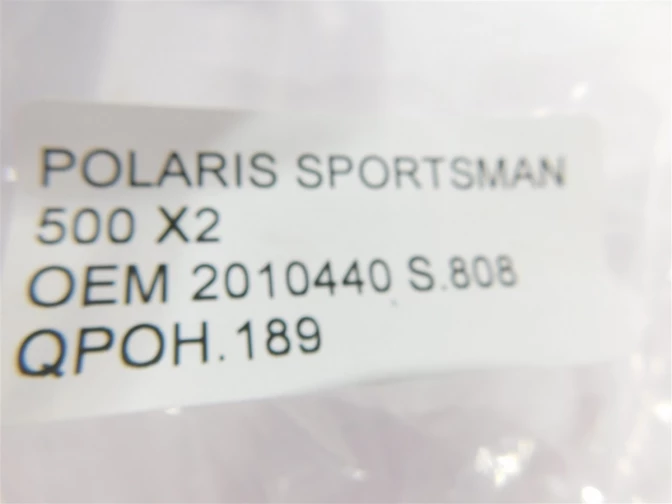 POLARIS SPORTSMAN
500 X2
OEM 2010440 S.808
QPOH.189